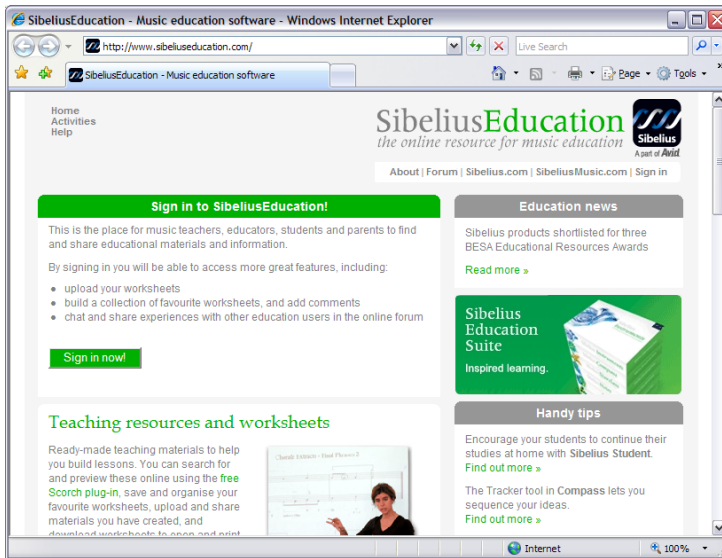 SibeliusEducation - Music education software - Windows Internet Explorer
http://www.sibeliuseducation.com/
Live Search
SibeliusEducation - Music education software
Page
Tools
Home
Activities
Help
SibeliusEducation
the online resource for music education
Sibelius
A part of Avid
About | Forum | Sibelius.com | SibeliusMusic.com | Sign in
Sign in to SibeliusEducation!
This is the place for music teachers, educators, students and parents to find
and share educational materials and information.
By signing in you will be able to access more great features, including:
• upload your worksheets
• build a collection of favourite worksheets, and add comments
• chat and share experiences with other education users in the online forum
Sign in now!
Education news
Sibelius products shortlisted for three
BESA Educational Resources Awards
Read more »
Sibelius
Education
Suite
Inspired learning.
Teaching resources and worksheets
Ready-made teaching materials to help
you build lessons. You can search for
and preview these online using the free
Scorch plug-in, save and organise your
favourite worksheets, upload and share
materials you have created, and
download worksheets to open and print
Handy tips
Encourage your students to continue their
studies at home with Sibelius Student.
Find out more »
The Tracker tool in Compass lets you
sequence your ideas.
Find out more »
Internet
100%